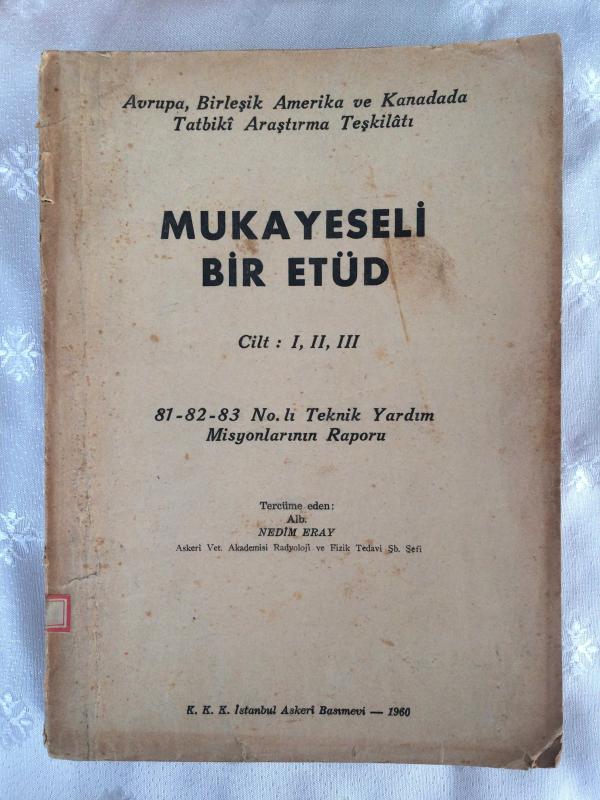 Avrupa, Birleşik Amerika ve Kanadada
Tatbikî Araştırma Teşkilâtı
MUKAYESELİ
BİR ETÜD
Cilt : I, II, III
81-82-83 No.lı Teknik Yardım
Misyonlarının Raporu
Tercüme eden:
Alb.
NEDİM ERAY
Askerî Vet. Akademisi Radyoloji ve Fizik Tedavi Şb. Şefi
K. K. K. İstanbul Askerî Basımevi — 1960